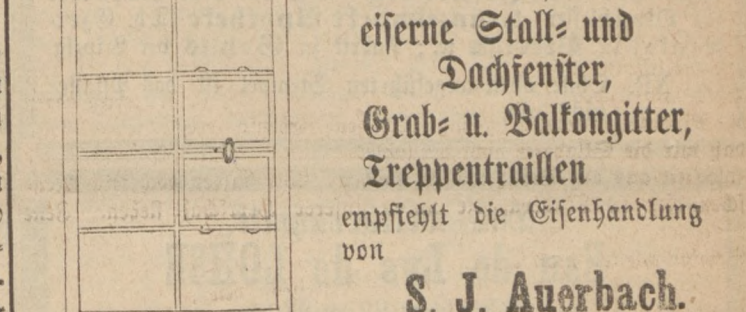 eiserne Stall- und
Dachfenster,
Grab- u. Balkongitter,
Treppentraillen
empfiehlt die Eisenhandlung
von
S. J. Auerbach.